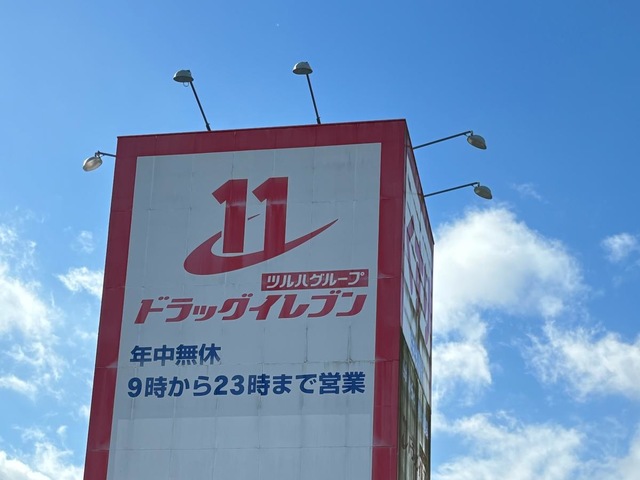 11
ツルハグループ
ドラッグイレブン
年中無休
9時から23時まで営業